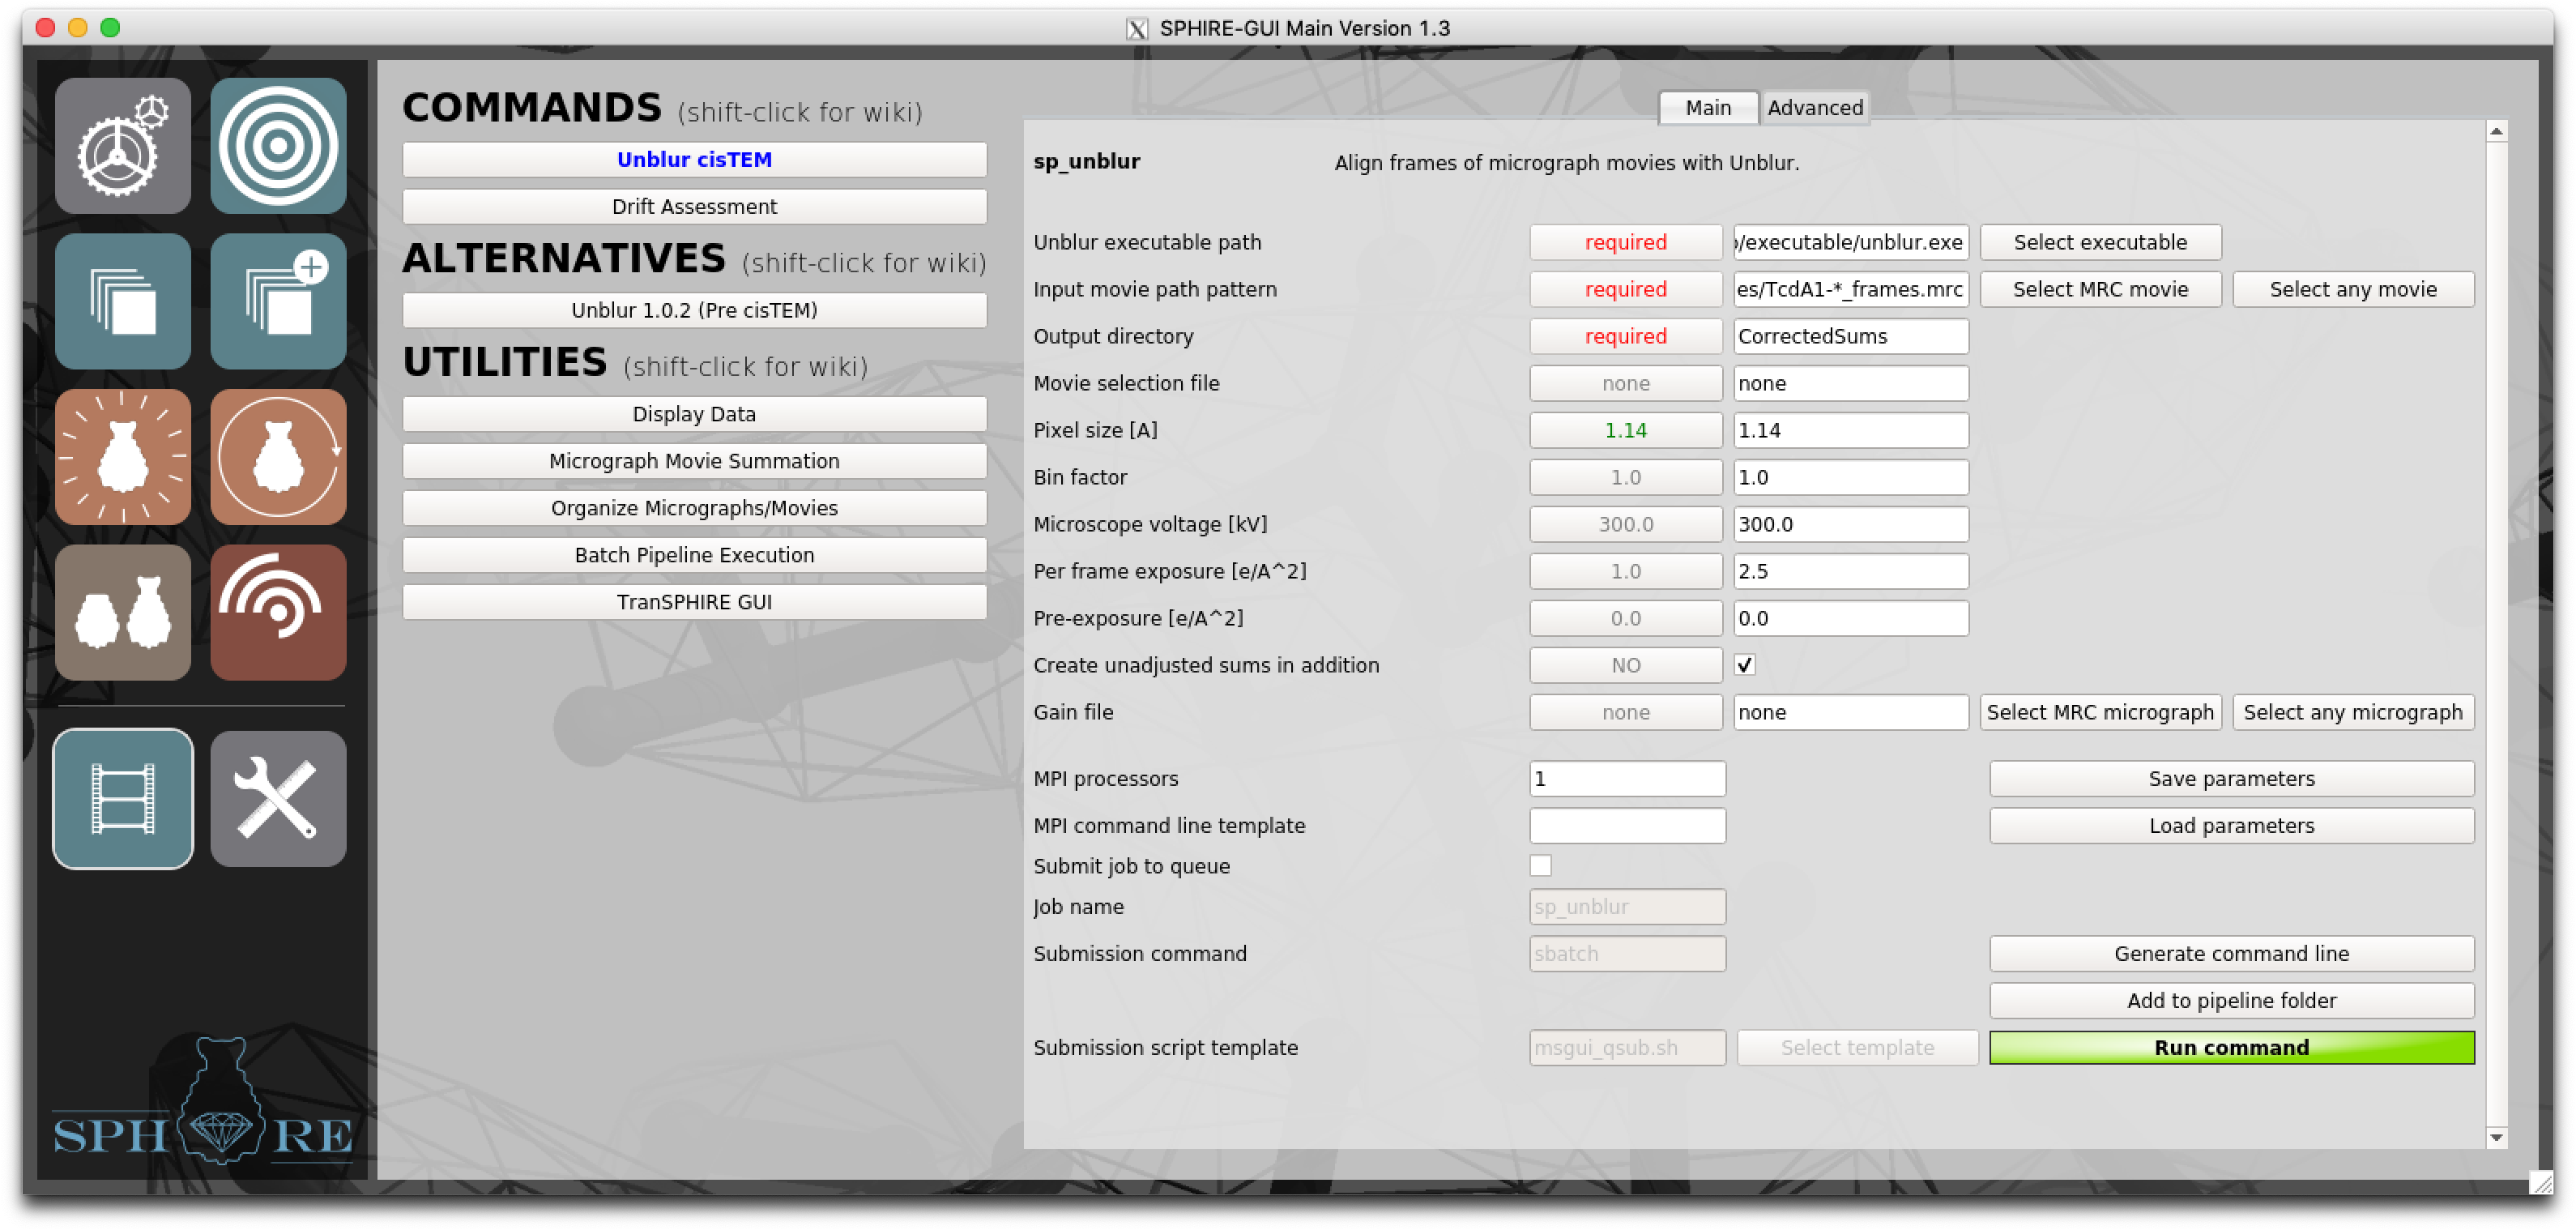 SPHIRE-GUI Main Version 1.3
COMMANDS (shift-click for wiki)
Unblur cisTEM
Drift Assessment
ALTERNATIVES (shift-click for wiki)
Unblur 1.0.2 (Pre cisTEM)
UTILITIES (shift-click for wiki)
Display Data
Micrograph Movie Summation
Organize Micrographs/Movies
Batch Pipeline Execution
TranSPHIRE GUI
SPH RE
Main Advanced
sp_unblur Align frames of micrograph movies with Unblur.
Unblur executable path required /executable/unblur.exe Select executable
Input movie path pattern required es/TcdA1-*_frames.mrc Select MRC movie Select any movie
Output directory required CorrectedSums
Movie selection file none none
Pixel size [A] 1.14 1.14
Bin factor 1.0 1.0
Microscope voltage [kV] 300.0 300.0
Per frame exposure [e/A^2] 1.0 2.5
Pre-exposure [e/A^2] 0.0 0.0
Create unadjusted sums in addition NO
Gain file none none Select MRC micrograph Select any micrograph
MPI processors 1 Save parameters
MPI command line template Load parameters
Submit job to queue
Job name sp_unblur
Submission command sbatch Generate command line
Add to pipeline folder
Submission script template msgui_qsub.sh Select template Run command